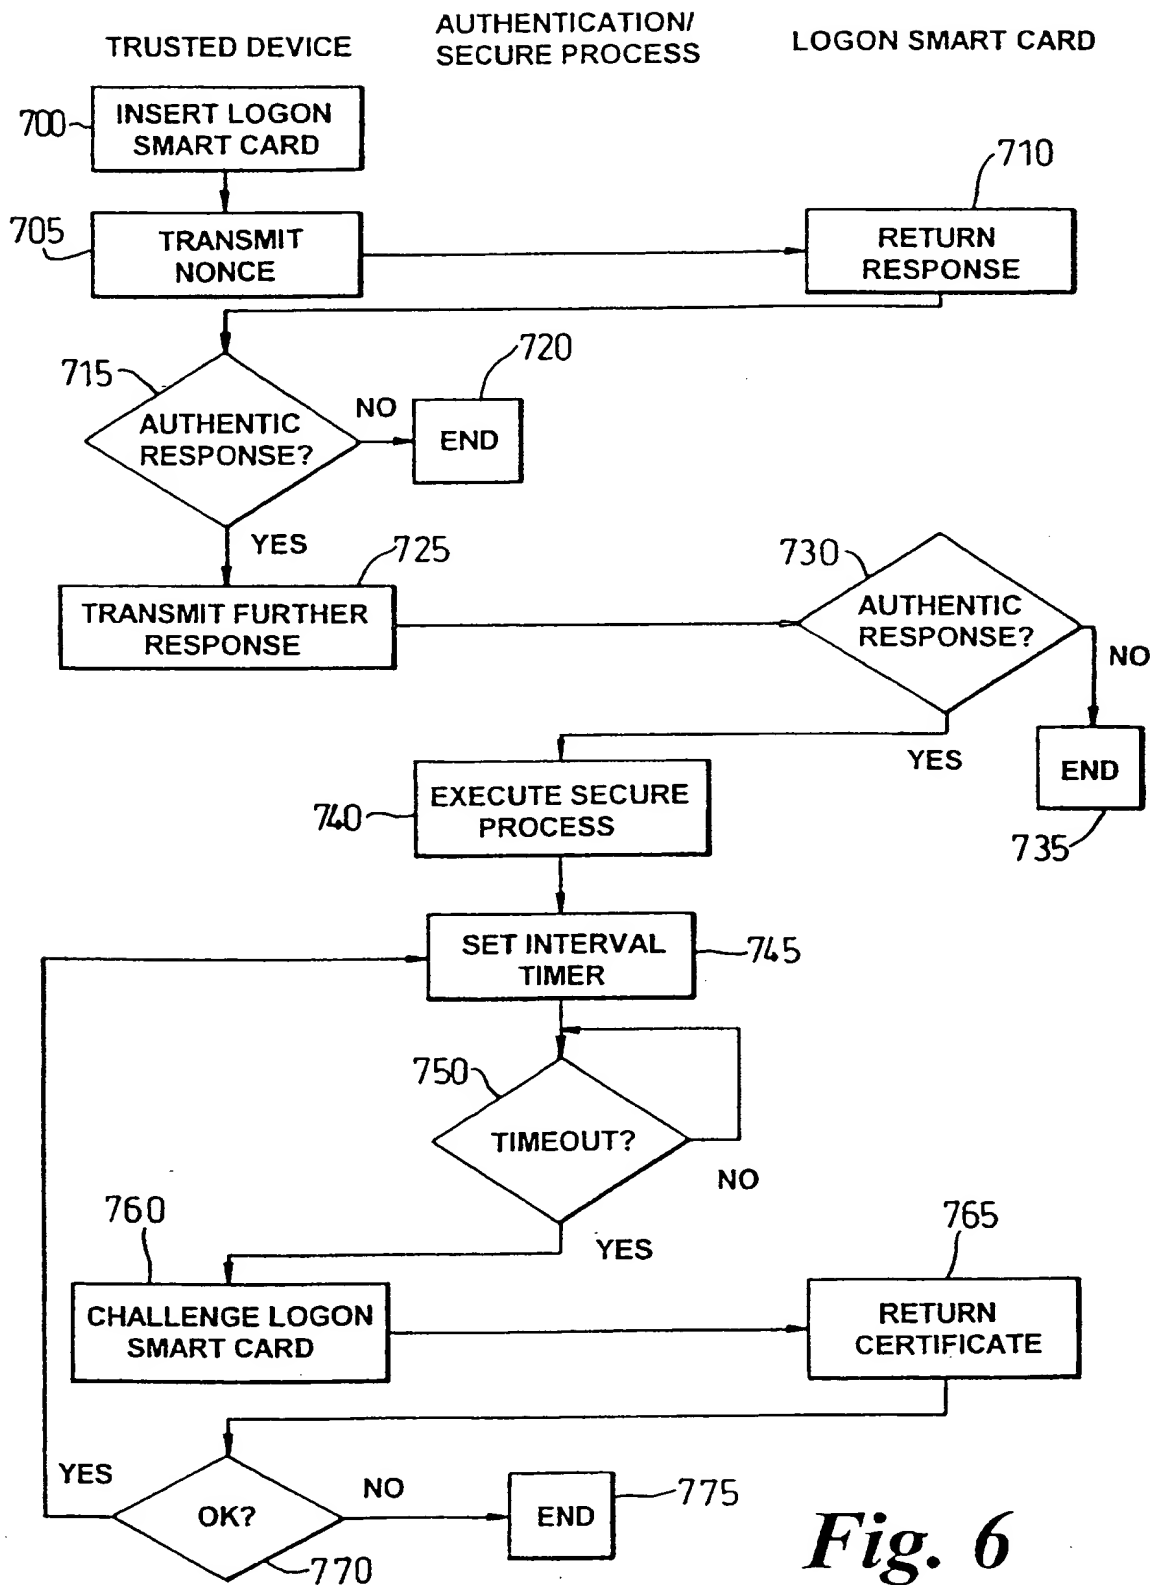 TRUSTED DEVICE
AUTHENTICATION/
SECURE PROCESS
LOGON SMART CARD
700
INSERT LOGON
SMART CARD
710
705
TRANSMIT
NONCE
RETURN
RESPONSE
715
720
AUTHENTIC
RESPONSE?
NO
END
YES
725
730
TRANSMIT FURTHER
RESPONSE
AUTHENTIC
RESPONSE?
NO
YES
END
735
740
EXECUTE SECURE
PROCESS
SET INTERVAL
TIMER
745
750
TIMEOUT?
NO
YES
760
765
CHALLENGE LOGON
SMART CARD
RETURN
CERTIFICATE
YES
OK?
NO
END
775
770
Fig. 6